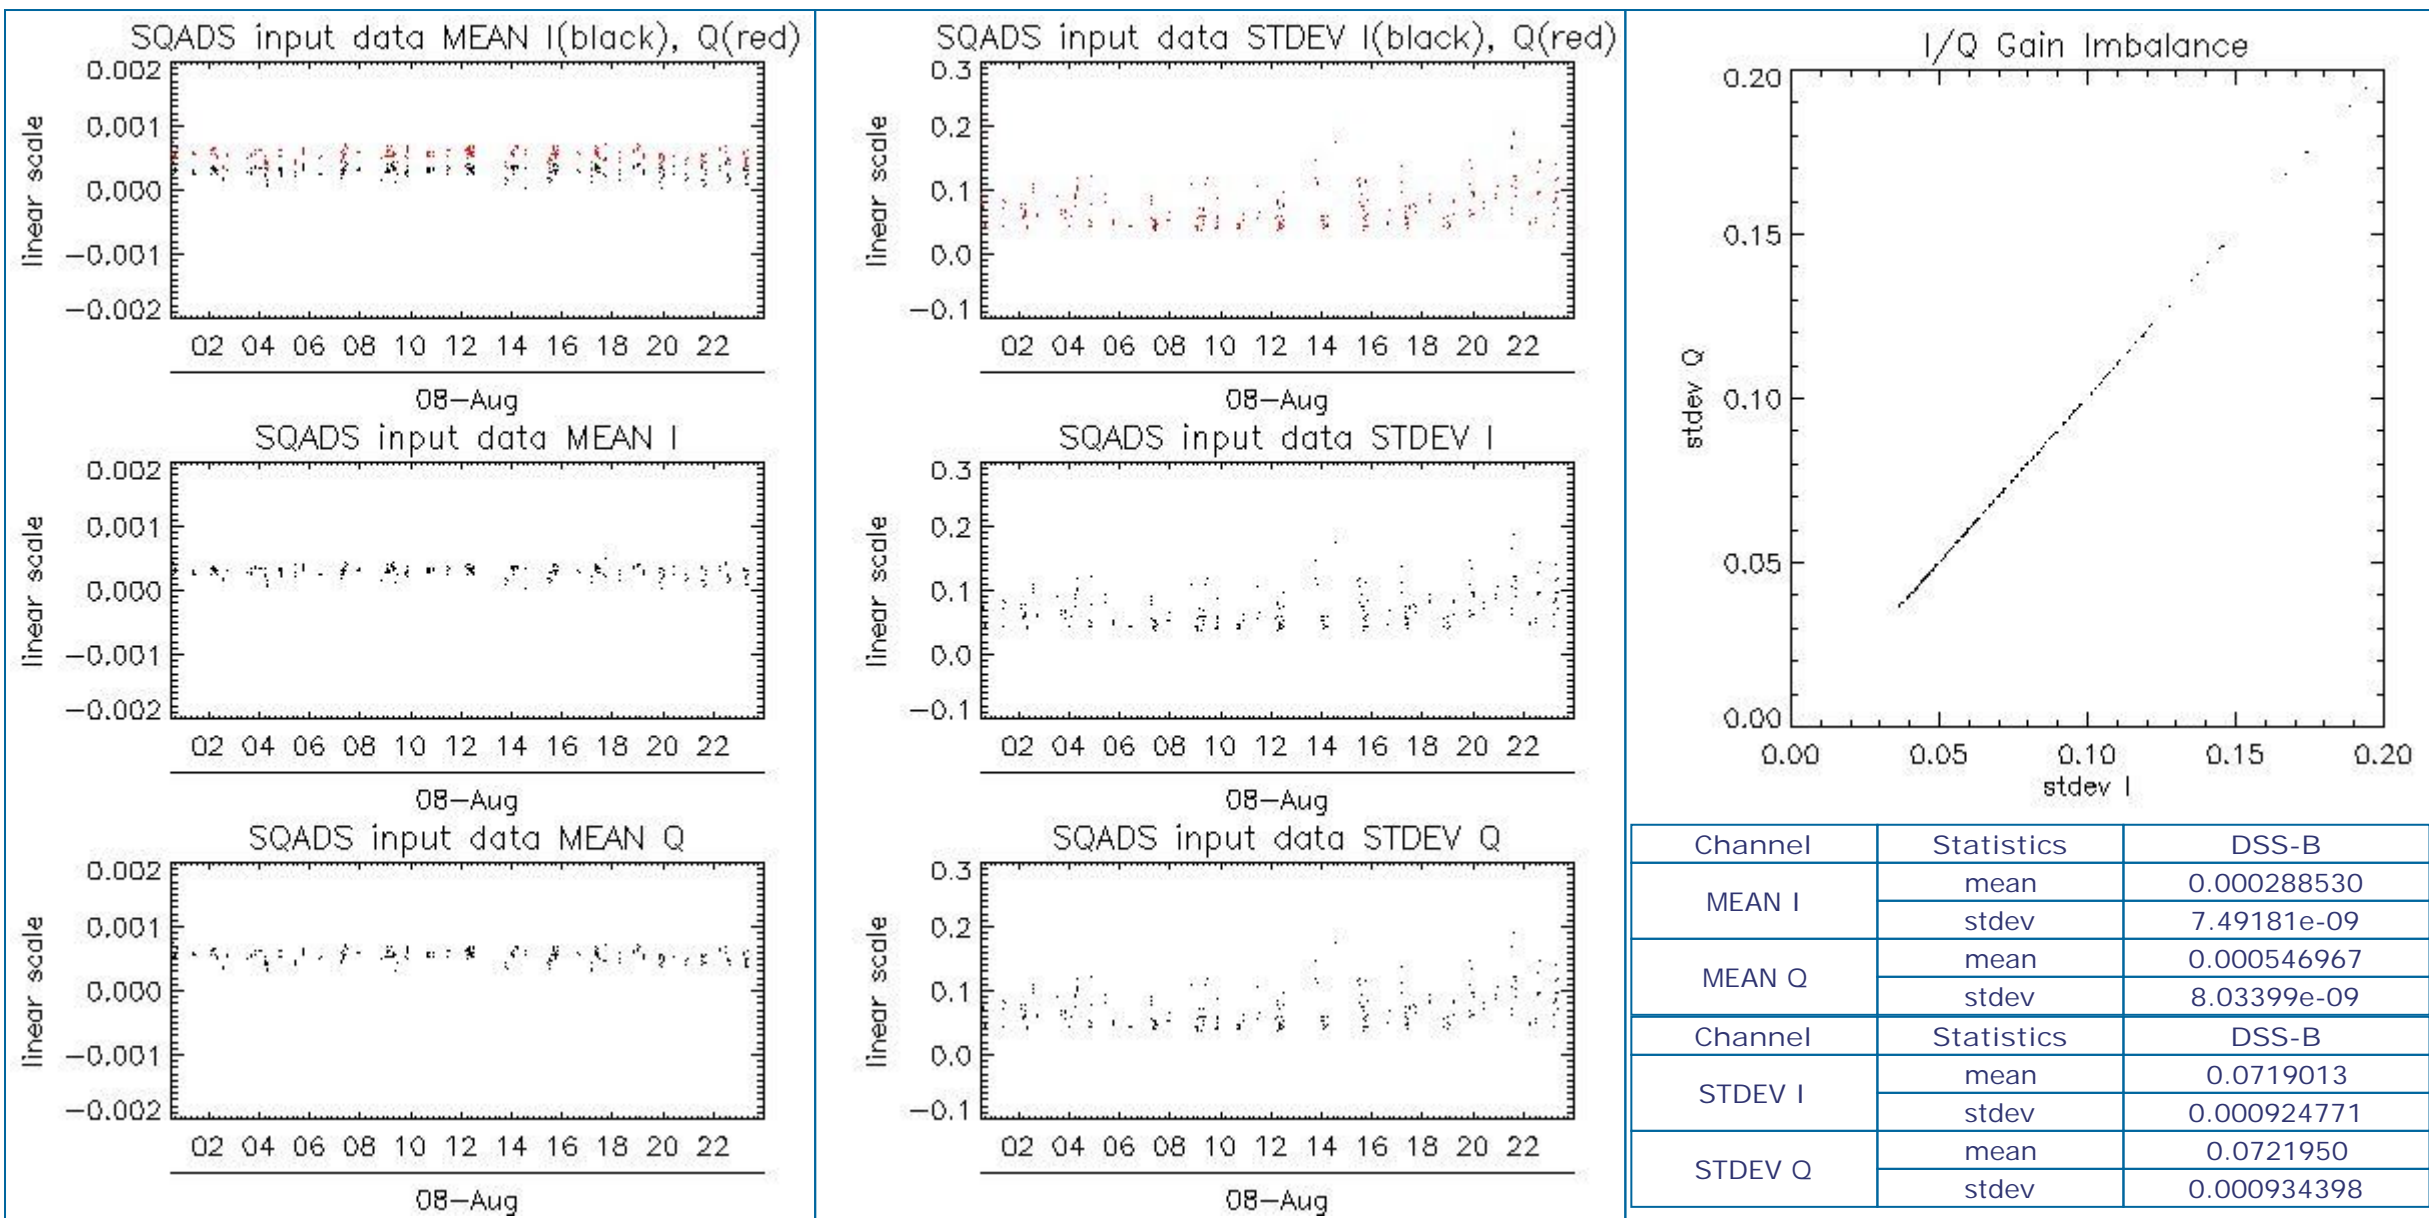 SQADS input data MEAN I(black), Q(red)
0.002
0.001
0.000
−0.001
−0.002
linear scale
02 04 06 08 10 12 14 16 18 20 22
08−Aug
SQADS input data MEAN I
0.002
0.001
0.000
−0.001
−0.002
linear scale
02 04 06 08 10 12 14 16 18 20 22
08−Aug
SQADS input data MEAN Q
0.002
0.001
0.000
−0.001
−0.002
linear scale
02 04 06 08 10 12 14 16 18 20 22
08−Aug
SQADS input data STDEV I(black), Q(red)
0.3
0.2
0.1
0.0
−0.1
linear scale
02 04 06 08 10 12 14 16 18 20 22
08−Aug
SQADS input data STDEV I
0.3
0.2
0.1
0.0
−0.1
linear scale
02 04 06 08 10 12 14 16 18 20 22
08−Aug
SQADS input data STDEV Q
0.3
0.2
0.1
0.0
−0.1
linear scale
02 04 06 08 10 12 14 16 18 20 22
08−Aug
I/Q Gain Imbalance
0.20
0.15
0.10
0.05
0.00
stdev Q
0.00 0.05 0.10 0.15 0.20
stdev I
Channel Statistics DSS-B
MEAN I mean 0.000288530
stdev 7.49181e-09
MEAN Q mean 0.000546967
stdev 8.03399e-09
Channel Statistics DSS-B
STDEV I mean 0.0719013
stdev 0.000924771
STDEV Q mean 0.0721950
stdev 0.000934398